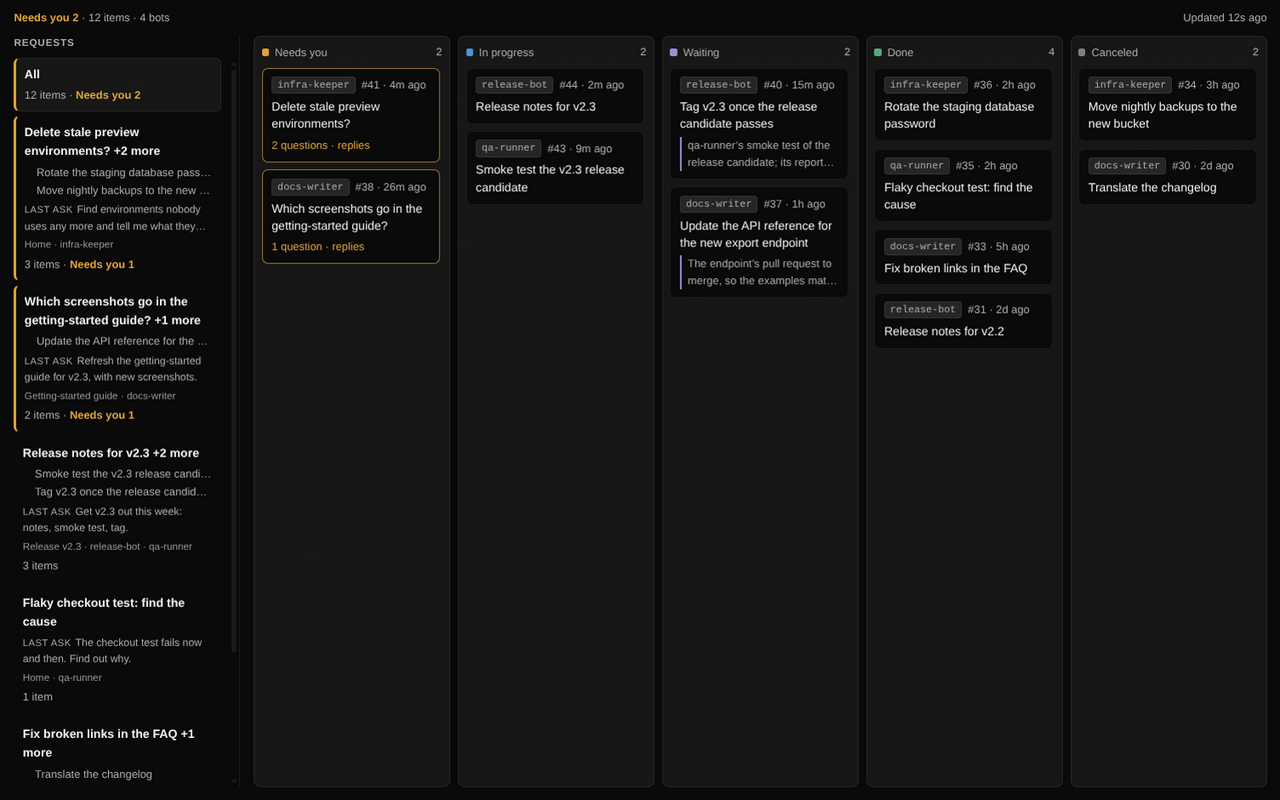 Needs you 2 · 12 items · 4 bots
Updated 12s ago
REQUESTS
All
12 items · Needs you 2
Delete stale preview
environments? +2 more
Rotate the staging database pass…
Move nightly backups to the new …
LAST ASK Find environments nobody
uses any more and tell me what they…
Home · infra-keeper
3 items · Needs you 1
Which screenshots go in the
getting-started guide? +1 more
Update the API reference for the …
LAST ASK Refresh the getting-started
guide for v2.3, with new screenshots.
Getting-started guide · docs-writer
2 items · Needs you 1
Release notes for v2.3 +2 more
Smoke test the v2.3 release candi…
Tag v2.3 once the release candid…
LAST ASK Get v2.3 out this week:
notes, smoke test, tag.
Release v2.3 · release-bot · qa-runner
3 items
Flaky checkout test: find the
cause
LAST ASK The checkout test fails now
and then. Find out why.
Home · qa-runner
1 item
Fix broken links in the FAQ +1
more
Translate the changelog
Needs you 2
infra-keeper #41 · 4m ago
Delete stale preview
environments?
2 questions · replies
docs-writer #38 · 26m ago
Which screenshots go in the
getting-started guide?
1 question · replies
In progress 2
release-bot #44 · 2m ago
Release notes for v2.3
qa-runner #43 · 9m ago
Smoke test the v2.3 release
candidate
Waiting 2
release-bot #40 · 15m ago
Tag v2.3 once the release
candidate passes
qa-runner’s smoke test of the
release candidate; its report…
docs-writer #37 · 1h ago
Update the API reference for
the new export endpoint
The endpoint’s pull request to
merge, so the examples mat…
Done 4
infra-keeper #36 · 2h ago
Rotate the staging database
password
qa-runner #35 · 2h ago
Flaky checkout test: find the
cause
docs-writer #33 · 5h ago
Fix broken links in the FAQ
release-bot #31 · 2d ago
Release notes for v2.2
Canceled 2
infra-keeper #34 · 3h ago
Move nightly backups to the
new bucket
docs-writer #30 · 2d ago
Translate the changelog